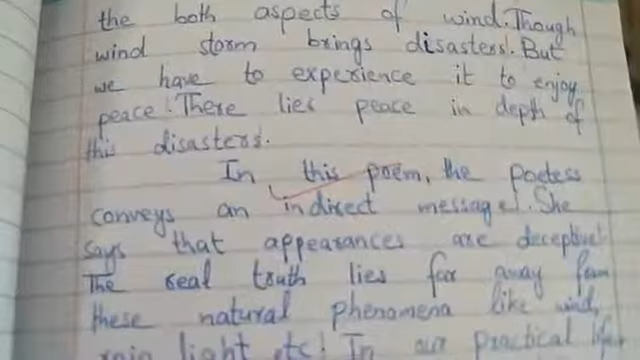 the both aspects of wind. Though
wind storm brings disasters. But
we have to experience it to enjoy
peace. There lies peace in depth of
this disasters.
In this poem, the poetess
conveys an indirect message. She
says that appearances are deceptive.
The real truth lies far away from
these natural phenomena like wind,
rain light etc. In our practical life